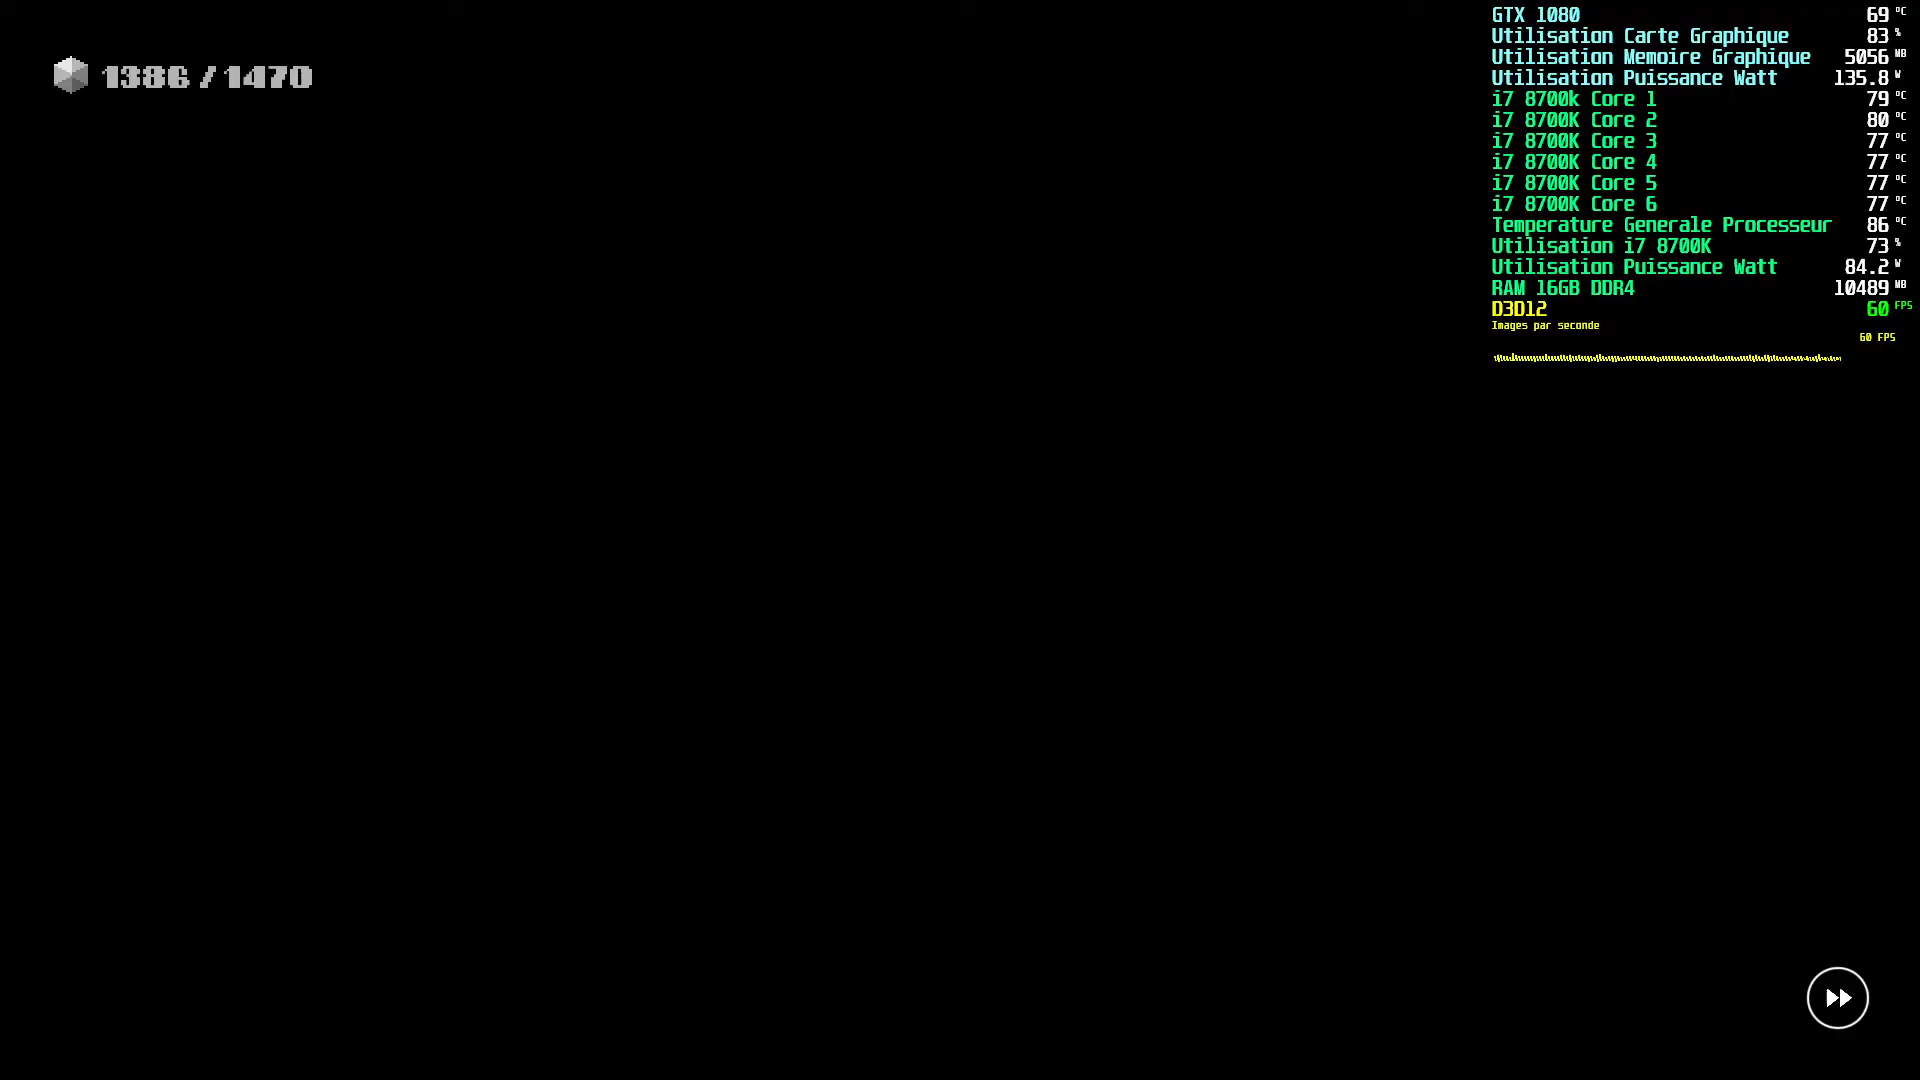 1386 / 1470
GTX 1080 69 °C
Utilisation Carte Graphique 83 %
Utilisation Memoire Graphique 5056 MB
Utilisation Puissance Watt 135.8 W
i7 8700k Core 1 79 °C
i7 8700K Core 2 80 °C
i7 8700K Core 3 77 °C
i7 8700K Core 4 77 °C
i7 8700K Core 5 77 °C
i7 8700K Core 6 77 °C
Temperature Generale Processeur 86 °C
Utilisation i7 8700K 73 %
Utilisation Puissance Watt 84.2 W
RAM 16GB DDR4 10489 MB
D3D12 60 FPS
Images par seconde
60 FPS